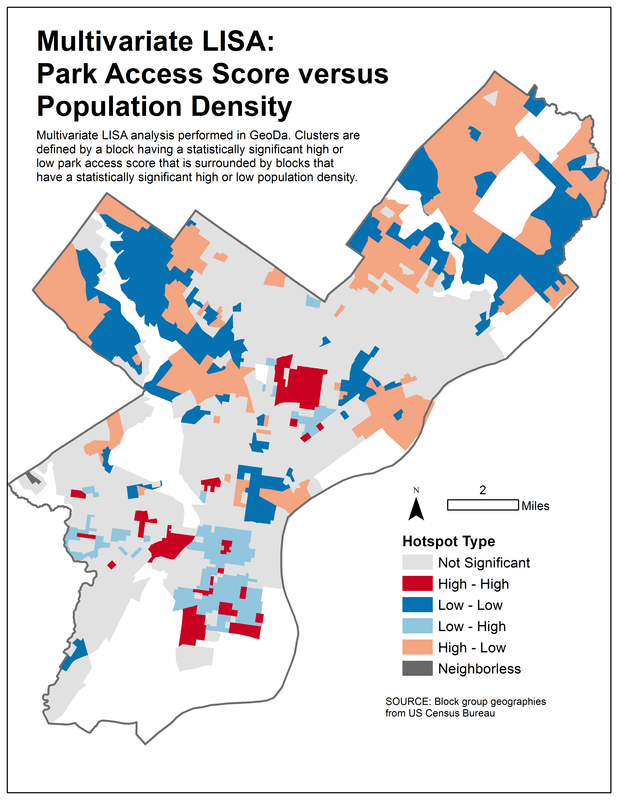 Multivariate LISA:
Park Access Score versus
Population Density
Multivariate LISA analysis performed in GeoDa. Clusters are
defined by a block having a statistically significant high or
low park access score that is surrounded by blocks that
have a statistically significant high or low population density.
N
2
Miles
Hotspot Type
Not Significant
High - High
Low - Low
Low - High
High - Low
Neighborless
SOURCE: Block group geographies
from US Census Bureau